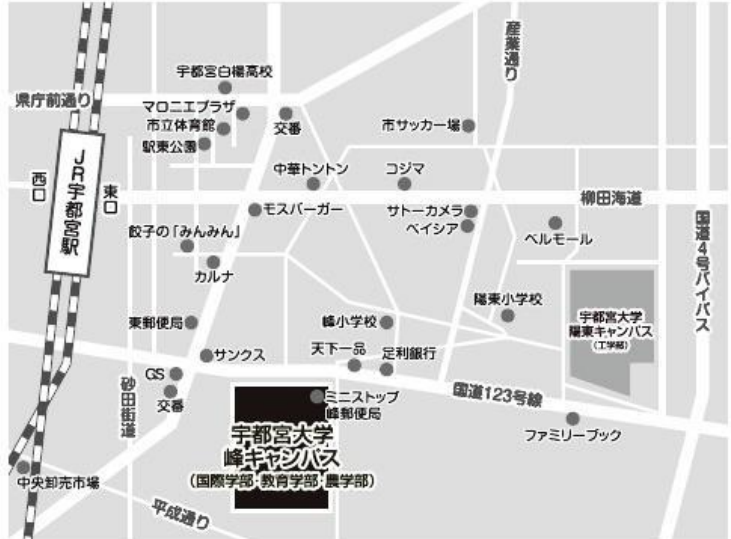 産業通り
宇都宮白楊高校
県庁前通り
マロニエプラザ
市立体育館
交番
市サッカー場
駅東公園
JR宇都宮駅
西口
東口
中華トントン
コジマ
柳田海道
モスバーガー
サトーカメラ
ベイシア
ベルモール
国道4号バイパス
餃子の「みんみん」
カルナ
陽東小学校
宇都宮大学
陽東キャンパス
(工学部)
東郵便局
峰小学校
サンクス
天下一品
足利銀行
GS
交番
砂田街道
国道123号線
ミニストップ
峰郵便局
ファミリーブック
宇都宮大学
峰キャンパス
(国際学部・教育学部・農学部)
中央卸売市場
平成通り